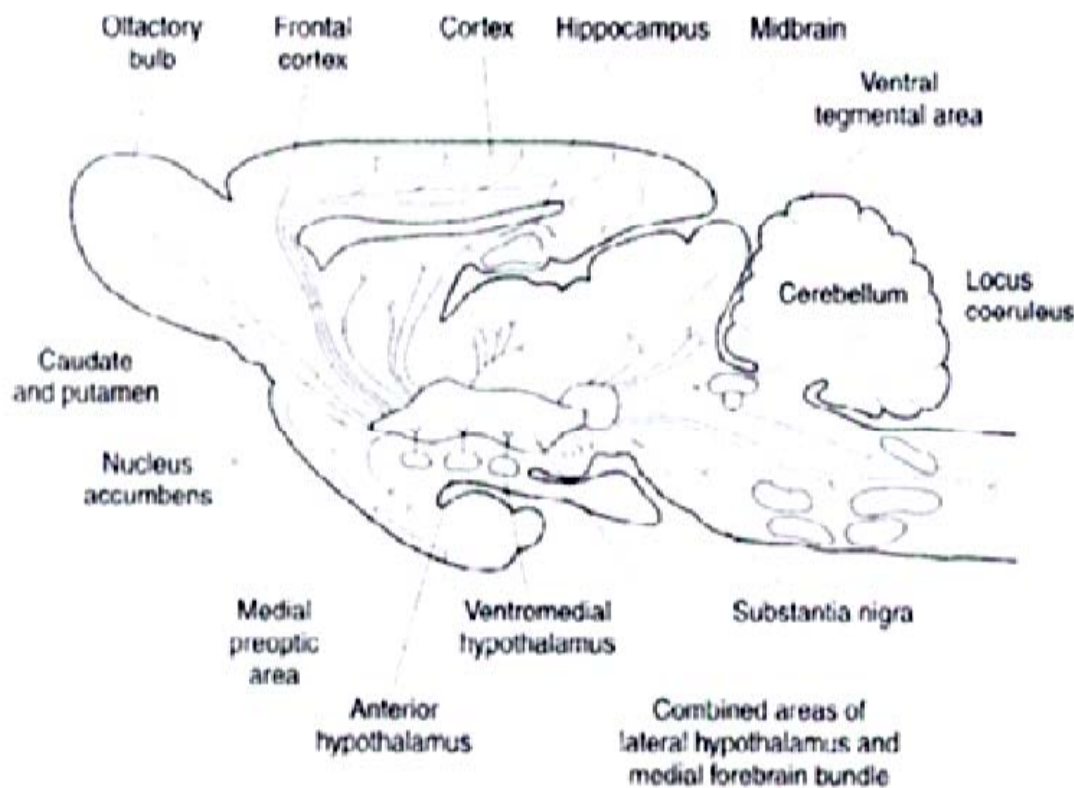 Olfactory
bulb
Frontal
cortex
Cortex
Hippocampus
Midbrain
Ventral
tegmental area
Cerebellum
Locus
coeruleus
Caudate
and putamen
Nucleus
accumbens
Medial
preoptic
area
Ventromedial
hypothalamus
Substantia nigra
Anterior
hypothalamus
Combined areas of
lateral hypothalamus and
medial forebrain bundle